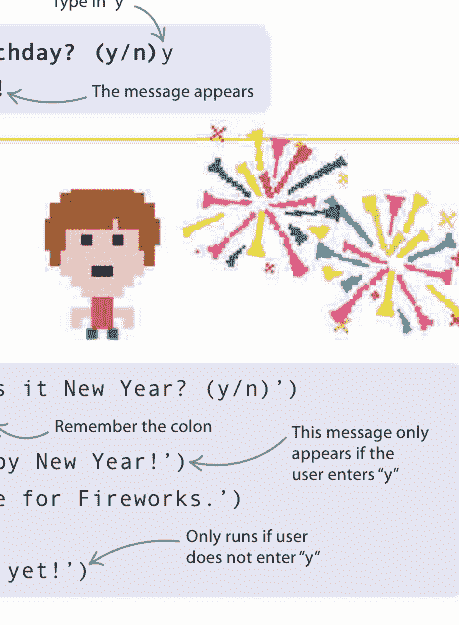 Type in "y"
thday? (y/n)y
!
The message appears
s it New Year? (y/n)’)
Remember the colon
This message only
appears if the
user enters “y”
py New Year!’)
e for Fireworks.’)
Only runs if user
does not enter “y”
yet!’)